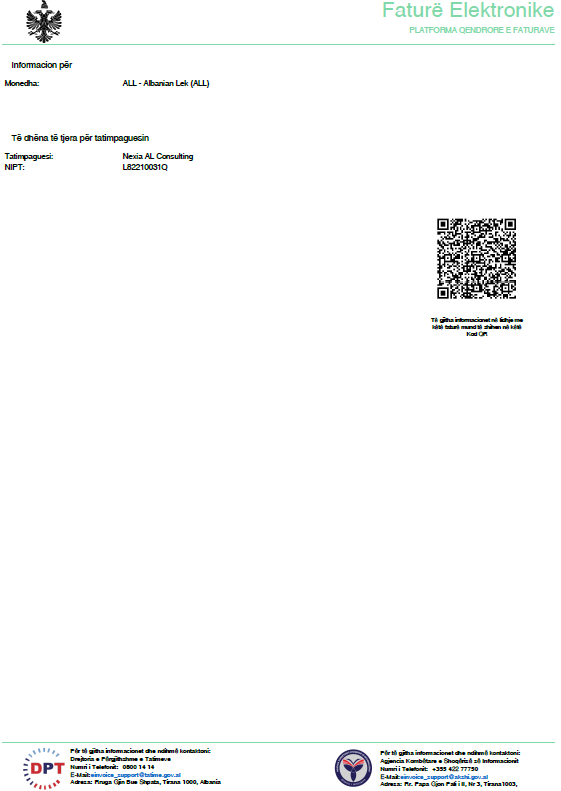 Faturë Elektronike
PLATFORMA QENDRORE E FATURAVE
Informacion për
Monedha: ALL - Albanian Lek (ALL)
Të dhëna të tjera për tatimpaguesin
Tatimpaguesi: Nexia AL Consulting
NIPT: L82210031Q
Të gjitha informacionet në lidhje me
këtë faturë mund të shihen në këtë
Kod QR
DPT
Për të gjitha informacionet dhe ndihmë kontaktoni:
Drejtoria e Përgjithshme e Tatimeve
Numri i Telefonit: 0800 14 14
E-Mail:einvoice_support@tatime.gov.al
Adresa: Rruga Gjin Bue Shpata, Tirana 1000, Albania
Për të gjitha informacionet dhe ndihmë kontaktoni:
Agjencia Kombëtare e Shoqërisë së Informacionit
Numri i Telefonit: +355 422 77750
E-Mail:einvoice_support@akshi.gov.al
Adresa: Rr. Papa Gjon Pali i II, Nr 3, Tirana1003,